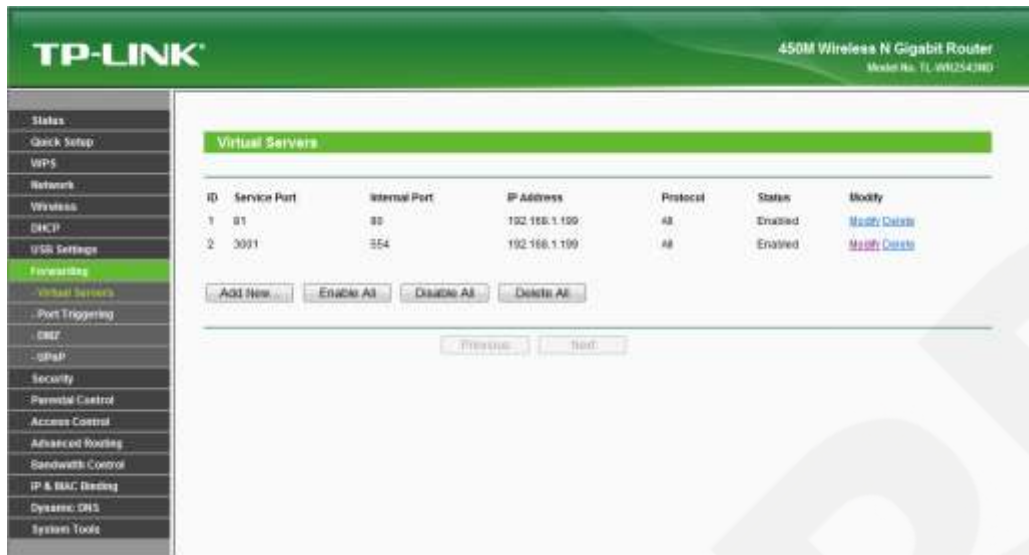 TP-LINK
450M Wireless N Gigabit Router
Model No. TL-WR2543ND
Status
Quick Setup
WPS
Network
Wireless
DHCP
USB Settings
Forwarding
- Virtual Servers
- Port Triggering
- DMZ
- UPnP
Security
Parental Control
Access Control
Advanced Routing
Bandwidth Control
IP & MAC Binding
Dynamic DNS
System Tools
Virtual Servers
ID Service Port Internal Port IP Address Protocol Status Modify
1 81 80 192.168.1.199 All Enabled Modify Delete
2 3001 554 192.168.1.199 All Enabled Modify Delete
Add New... Enable All Disable All Delete All
Previous Next